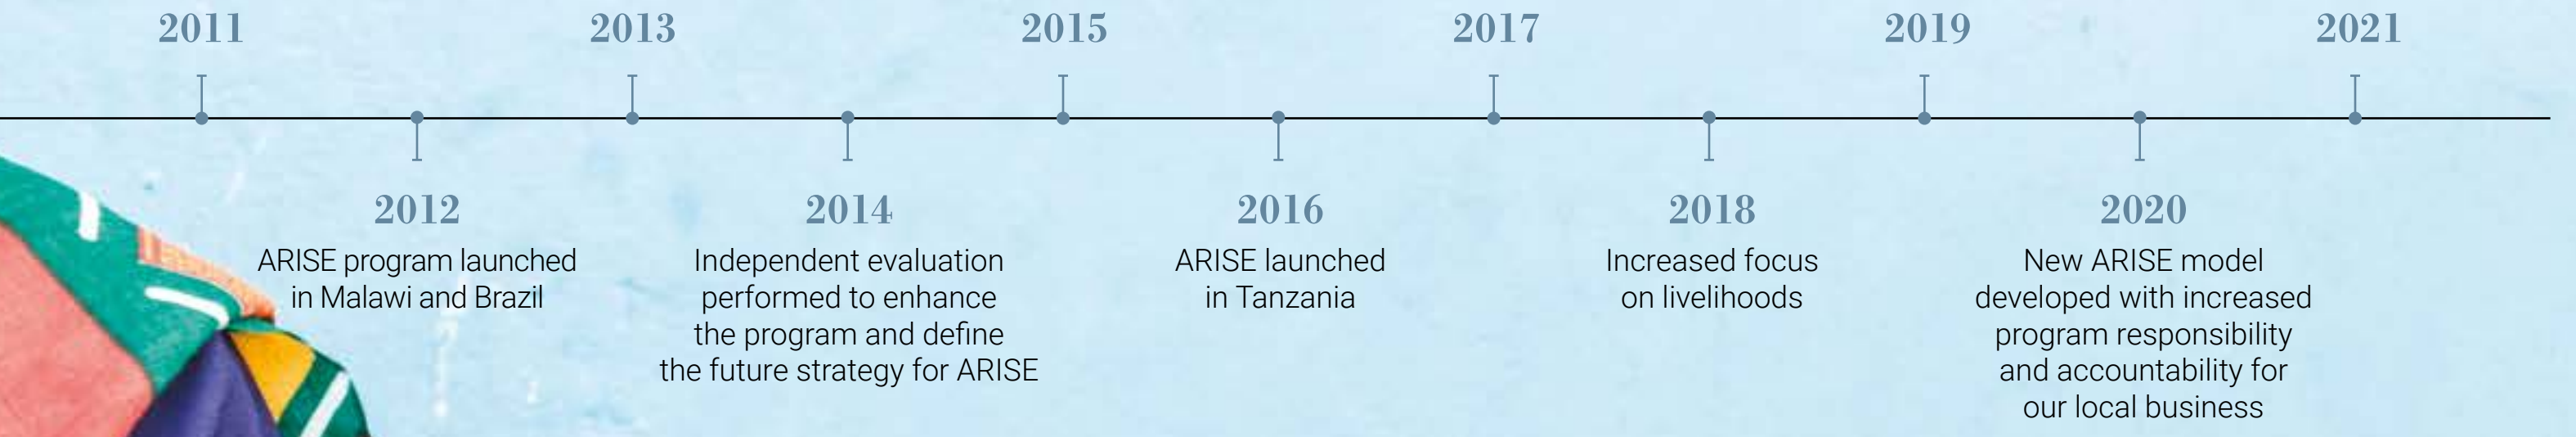 2011
2013
2015
2017
2019
2021
2012
ARISE program launched
in Malawi and Brazil
2014
Independent evaluation
performed to enhance
the program and define
the future strategy for ARISE
2016
ARISE launched
in Tanzania
2018
Increased focus
on livelihoods
2020
New ARISE model
developed with increased
program responsibility
and accountability for
our local business